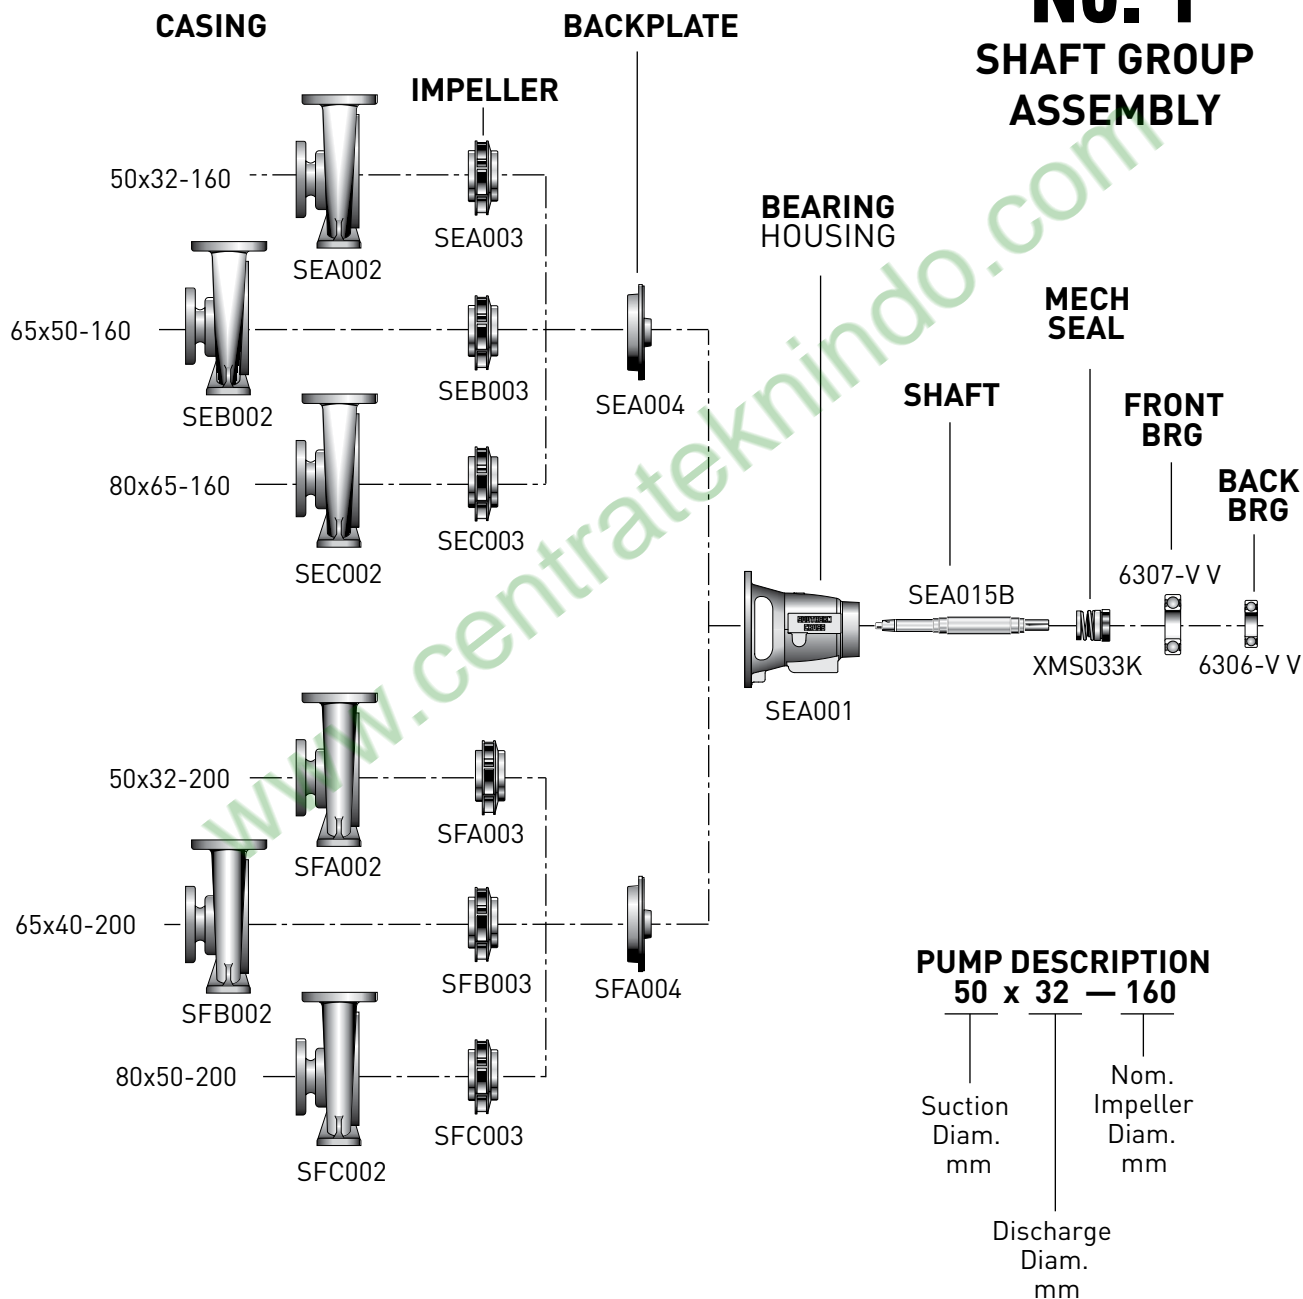 No. 1
SHAFT GROUP
ASSEMBLY
CASING
BACKPLATE
IMPELLER
50x32-160
SEA002
SEA003
65x50-160
SEB002
SEB003
SEA004
80x65-160
SEC002
SEC003
BEARING
HOUSING
SEA001
SOUTHERN
CROSS
SHAFT
SEA015B
MECH
SEAL
XMS033K
FRONT
BRG
6307-V V
BACK
BRG
6306-V V
50x32-200
SFA002
SFA003
65x40-200
SFB002
SFB003
SFA004
80x50-200
SFC002
SFC003
PUMP DESCRIPTION
50 x 32 — 160
Suction
Diam.
mm
Discharge
Diam.
mm
Nom.
Impeller
Diam.
mm
www.centrateknindo.com